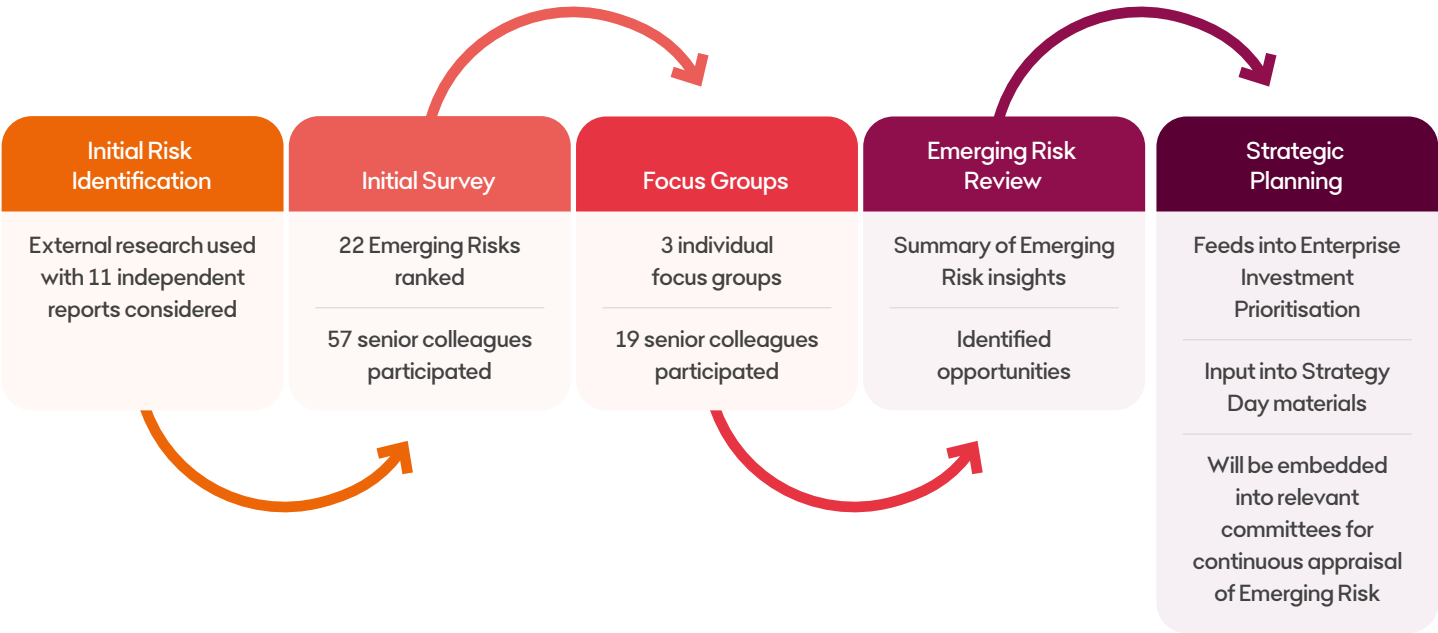 Initial Risk
Identification
External research used
with 11 independent
reports considered
Initial Survey
22 Emerging Risks
ranked
57 senior colleagues
participated
Focus Groups
3 individual
focus groups
19 senior colleagues
participated
Emerging Risk
Review
Summary of Emerging
Risk insights
Identified
opportunities
Strategic
Planning
Feeds into Enterprise
Investment
Prioritisation
Input into Strategy
Day materials
Will be embedded
into relevant
committees for
continuous appraisal
of Emerging Risk